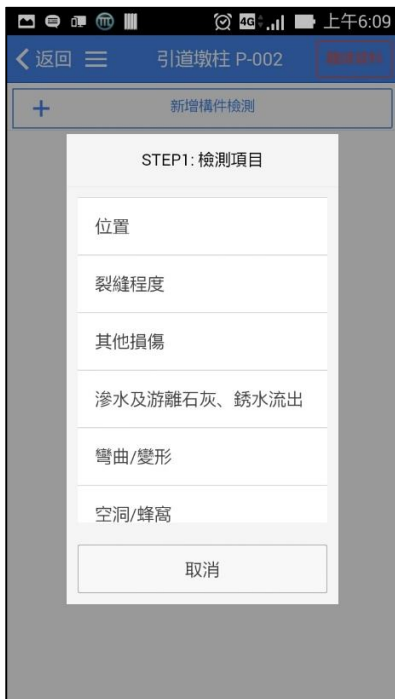 4G 上午6:09
返回 引道墩柱 P-002
+ 新增構件檢測
STEP1: 檢測項目
位置
裂縫程度
其他損傷
滲水及游離石灰、銹水流出
彎曲/變形
空洞/蜂窩
取消